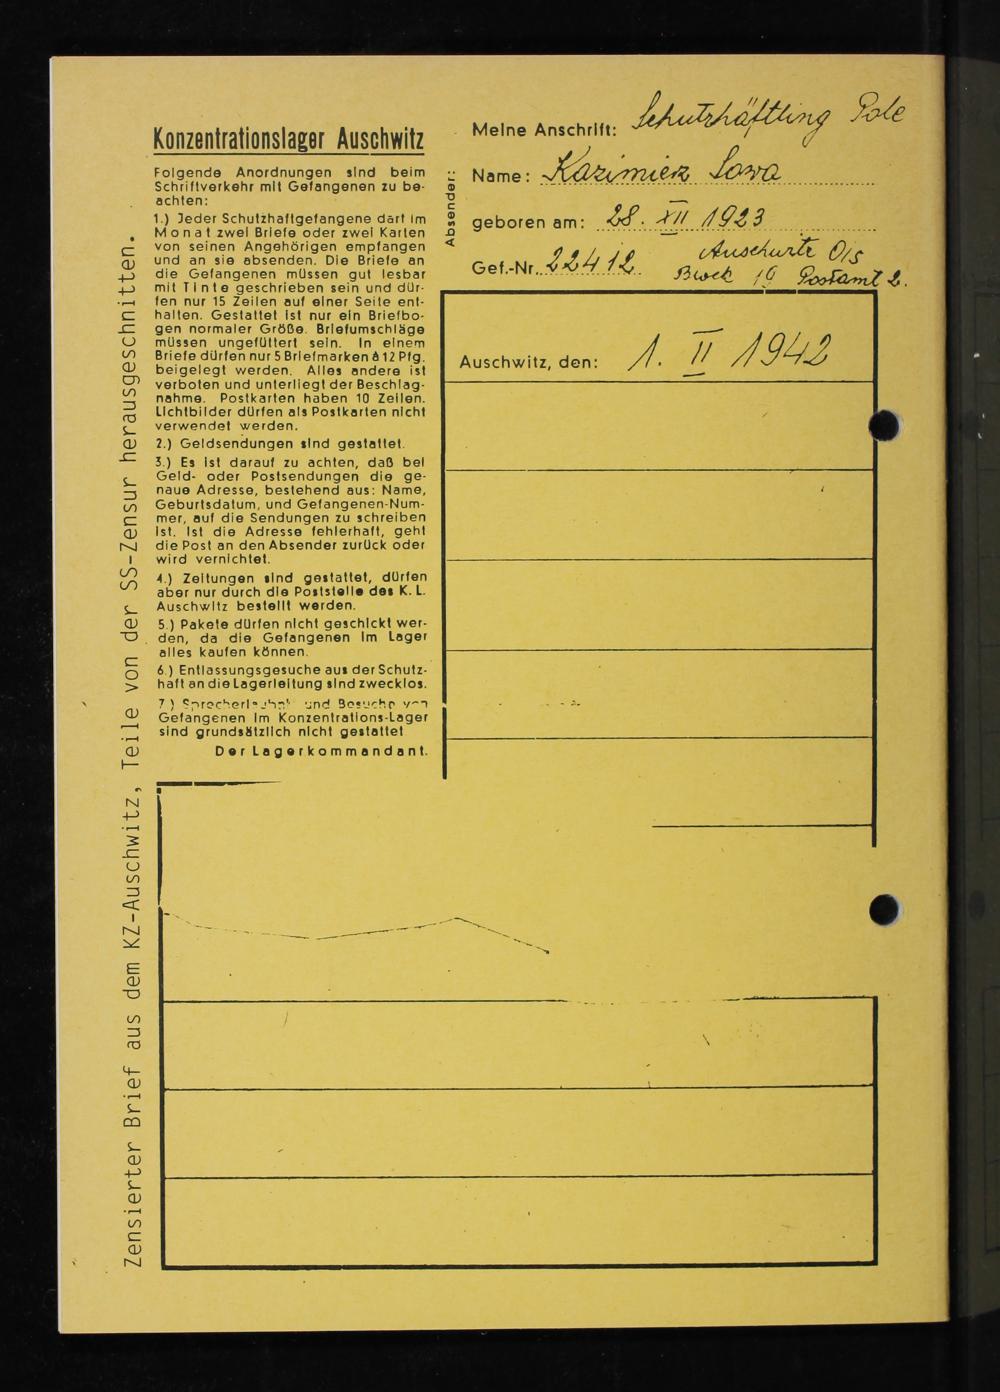 Konzentrationslager Auschwitz
Folgende Anordnungen sind beim
Schriftverkehr mit Gefangenen zu be-
achten:
1.) Jeder Schutzhaftgefangene darf im
Monat zwei Briefe oder zwei Karten
von seinen Angehörigen empfangen
und an sie absenden. Die Briefe an
die Gefangenen müssen gut lesbar
mit Tinte geschrieben sein und dür-
fen nur 15 Zeilen auf einer Seite ent-
halten. Gestattet ist nur ein Briefbo-
gen normaler Größe. Briefumschläge
müssen ungefüttert sein. In einem
Briefe dürfen nur 5 Briefmarken à 12 Pfg.
beigelegt werden. Alles andere ist
verboten und unterliegt der Beschlag-
nahme. Postkarten haben 10 Zeilen.
Lichtbilder dürfen als Postkarten nicht
verwendet werden.
2.) Geldsendungen sind gestattet.
3.) Es ist darauf zu achten, daß bei
Geld- oder Postsendungen die ge-
naue Adresse, bestehend aus: Name,
Geburtsdatum, und Gefangenen-Num-
mer, auf die Sendungen zu schreiben
ist. Ist die Adresse fehlerhaft, geht
die Post an den Absender zurück oder
wird vernichtet.
4.) Zeitungen sind gestattet, dürfen
aber nur durch die Poststelle des K. L.
Auschwitz bestellt werden.
5.) Pakete dürfen nicht geschickt wer-
den, da die Gefangenen im Lager
alles kaufen können.
6.) Entlassungsgesuche aus der Schutz-
haft an die Lagerleitung sind zwecklos.
7.) Sprecherlaubnis und Besuche von
Gefangenen im Konzentrations-Lager
sind grundsätzlich nicht gestattet
Der Lagerkommandant.
Absender:
Meine Anschrift: Schutzhäftling Pole
Name: Kazimierz Sowa
geboren am: 28. XII 1923
Gef.-Nr. 22412 Auschwitz O/S
Block 19 Postamt 2.
Auschwitz, den: 1. II 1942
Zensierter Brief aus dem KZ-Auschwitz, Teile von der SS-Zensur herausgeschnitten.